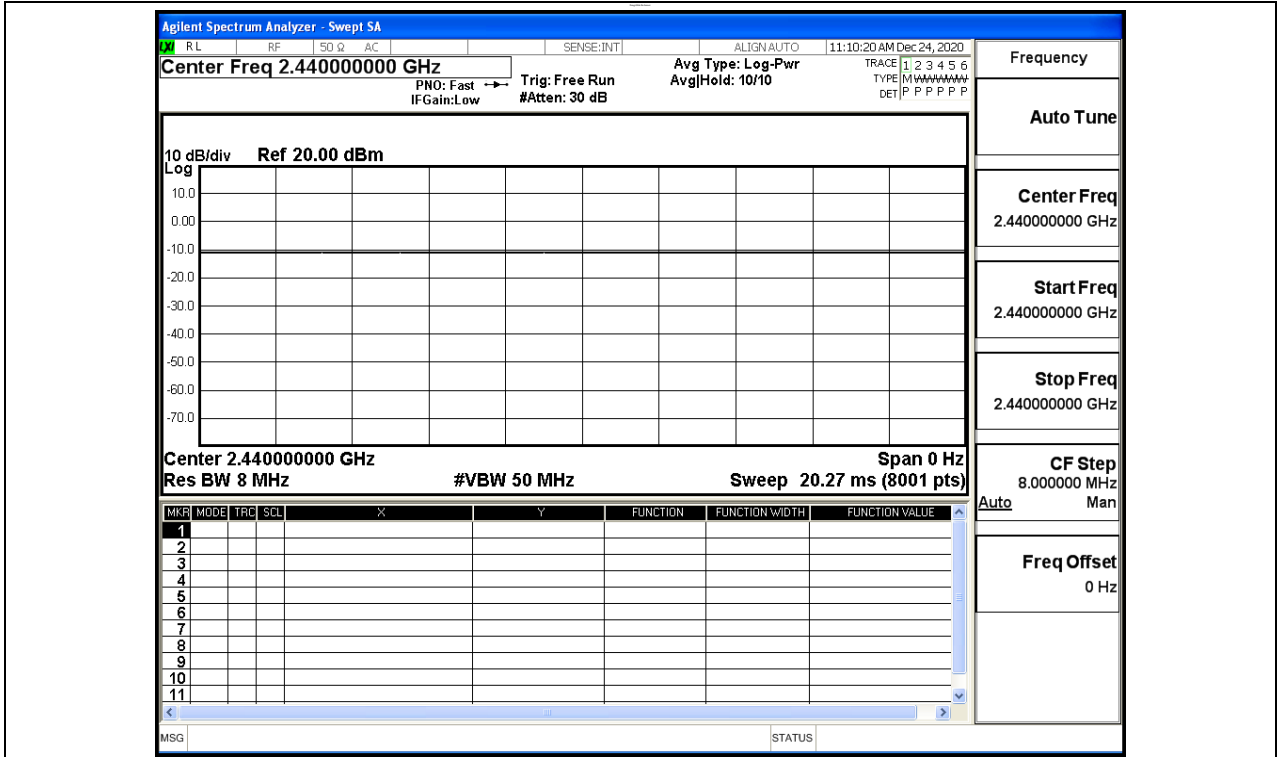 Agilent Spectrum Analyzer - Swept SA
LXI RL RF 50 Ω AC SENSE:INT ALIGN AUTO 11:10:20 AM Dec 24, 2020
Center Freq 2.440000000 GHz
PNO: Fast
IFGain:Low
Trig: Free Run
#Atten: 30 dB
Avg Type: Log-Pwr
Avg|Hold: 10/10
TRACE 1 2 3 4 5 6
TYPE M W W W W W
DET P P P P P P
10 dB/div Ref 20.00 dBm
Log
10.0
0.00
-10.0
-20.0
-30.0
-40.0
-50.0
-60.0
-70.0
Center 2.440000000 GHz Span 0 Hz
Res BW 8 MHz #VBW 50 MHz Sweep 20.27 ms (8001 pts)
MKR MODE TRC SCL X Y FUNCTION FUNCTION WIDTH FUNCTION VALUE
1
2
3
4
5
6
7
8
9
10
11
MSG STATUS
Frequency
Auto Tune
Center Freq
2.440000000 GHz
Start Freq
2.440000000 GHz
Stop Freq
2.440000000 GHz
CF Step
8.000000 MHz
Auto Man
Freq Offset
0 Hz